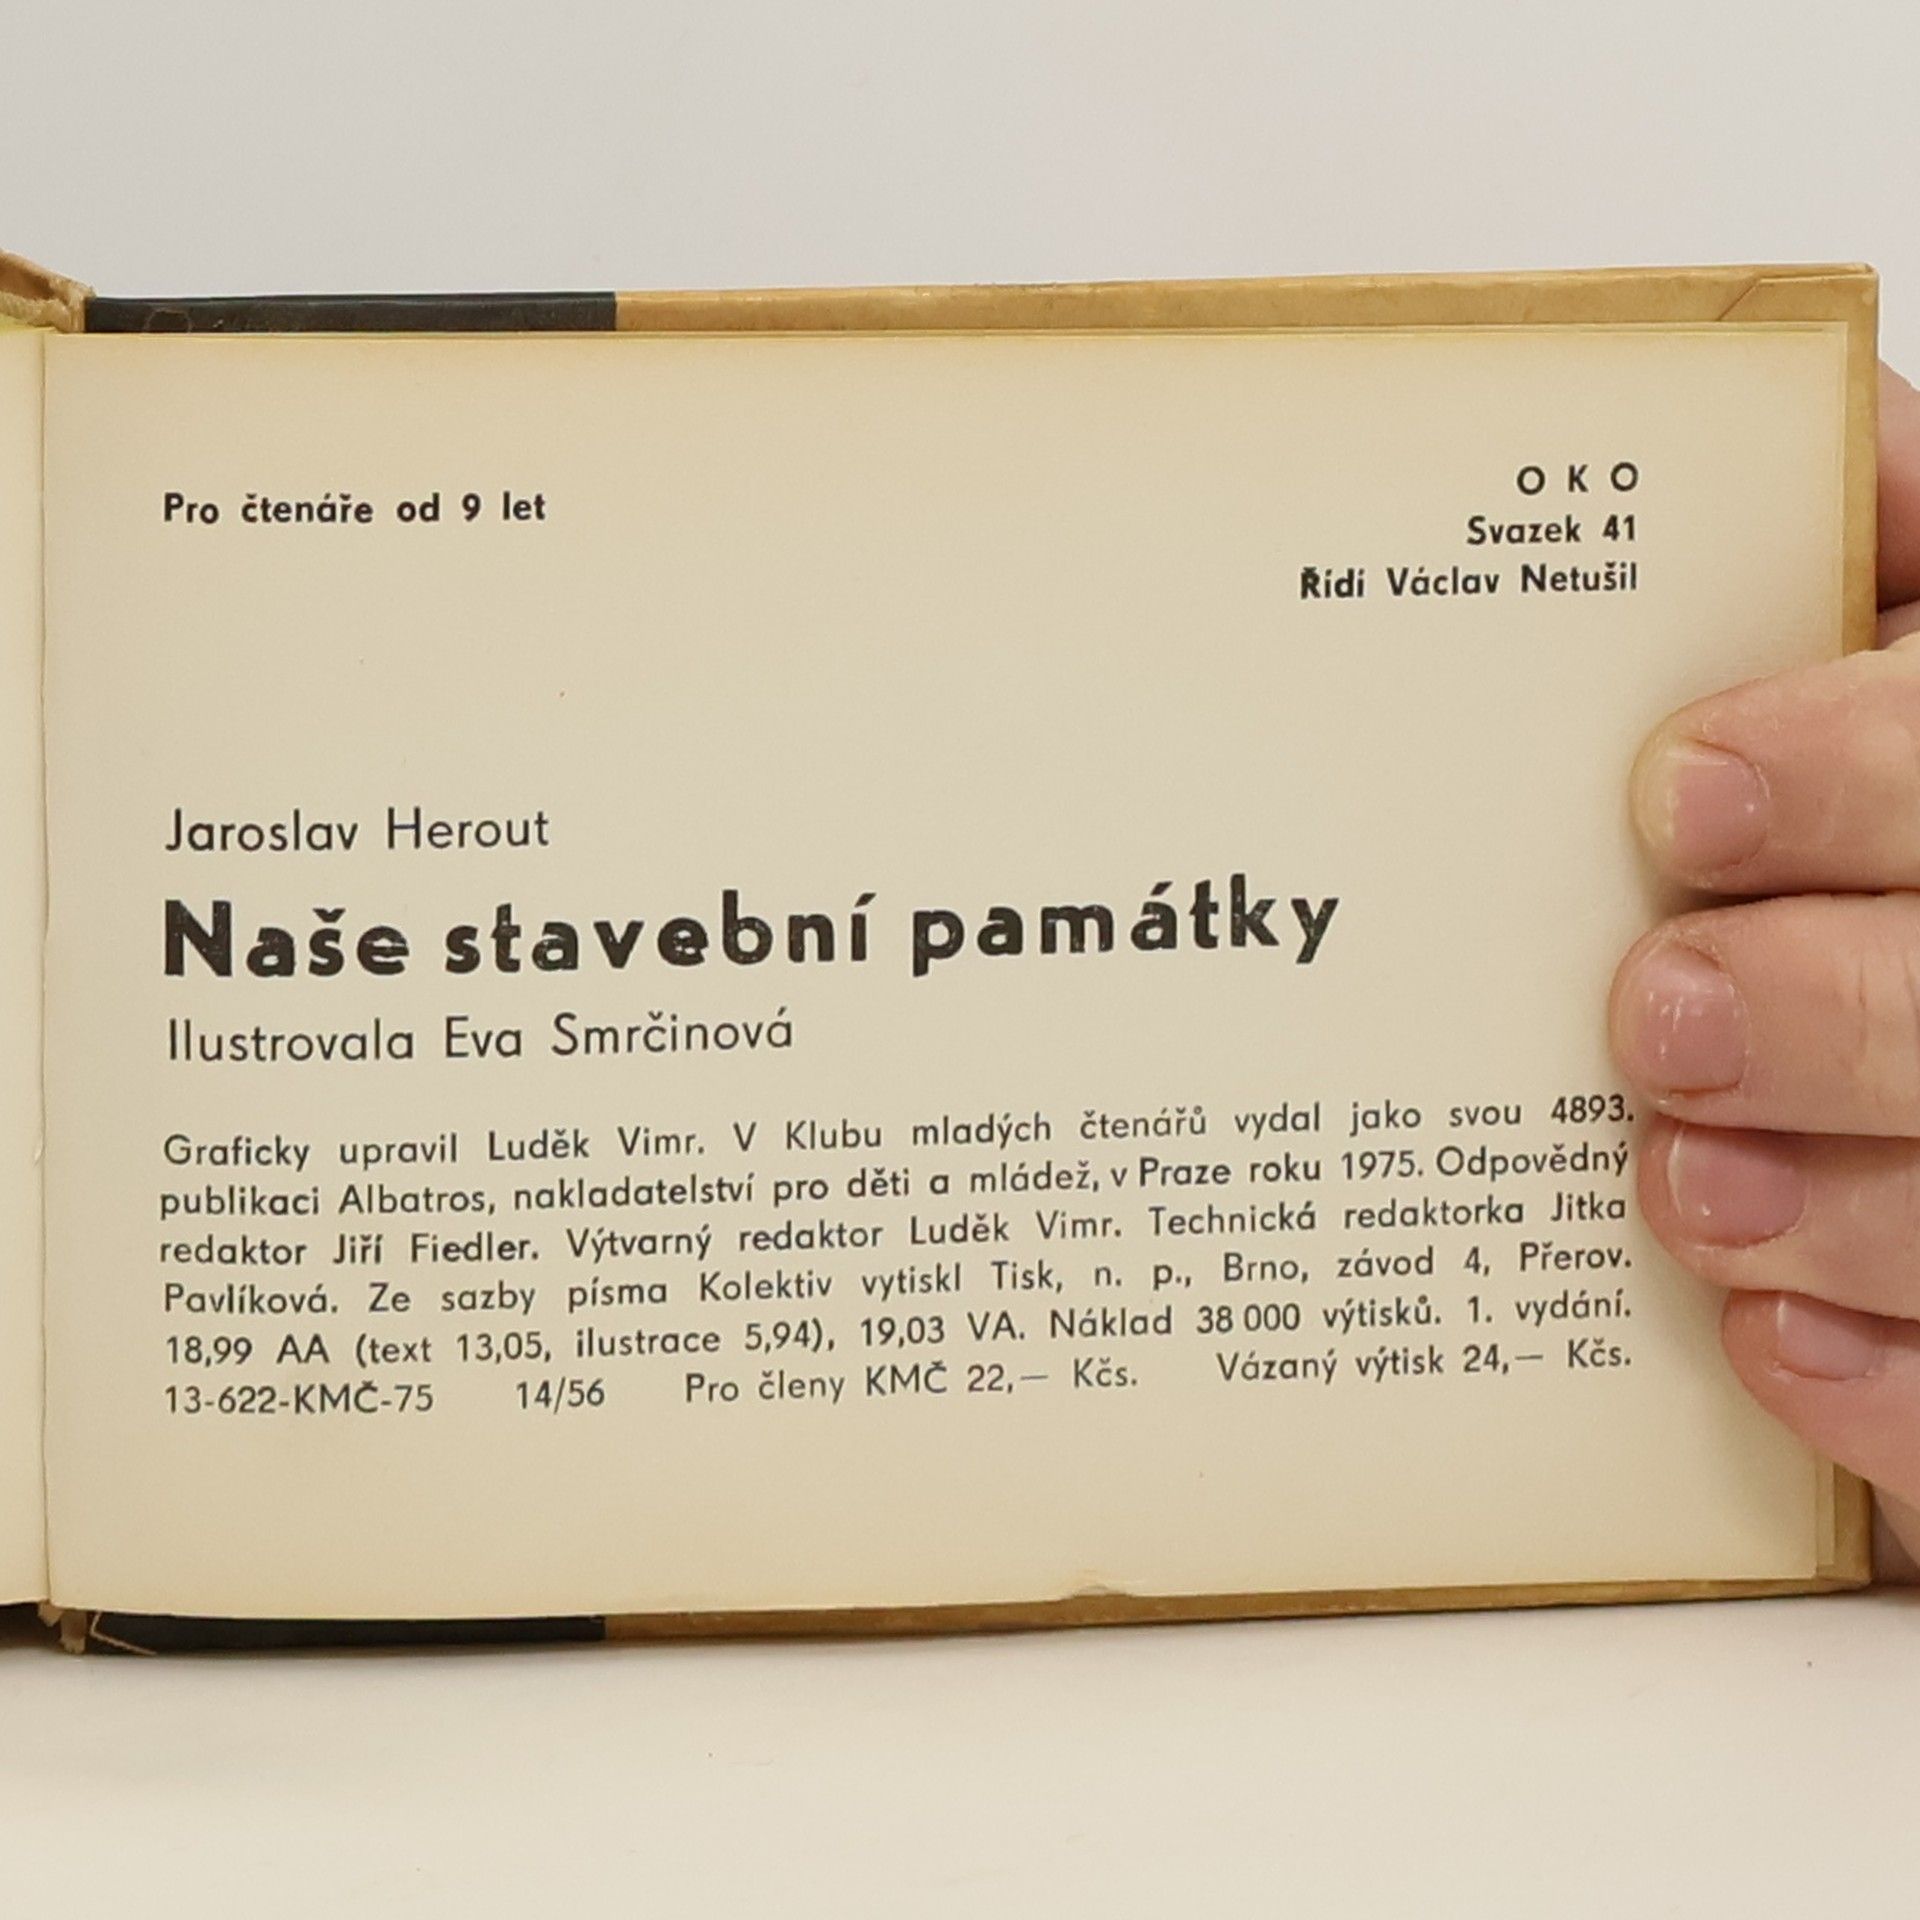 Pro čtenáře od 9 let
O K O
Svazek 41
Řídí Václav Netušil
Jaroslav Herout
Naše stavební památky
Ilustrovala Eva Smrčinová
Graficky upravil Luděk Vimr. V Klubu mladých čtenářů vydal jako svou 4893.
publikaci Albatros, nakladatelství pro děti a mládež, v Praze roku 1975. Odpovědný
redaktor Jiří Fiedler. Výtvarný redaktor Luděk Vimr. Technická redaktorka Jitka
Pavlíková. Ze sazby písma Kolektiv vytiskl Tisk, n. p., Brno, závod 4, Přerov.
18,99 AA (text 13,05, ilustrace 5,94), 19,03 VA. Náklad 38 000 výtisků. 1. vydání.
13-622-KMČ-75 14/56 Pro členy KMČ 22,— Kčs. Vázaný výtisk 24,— Kčs.